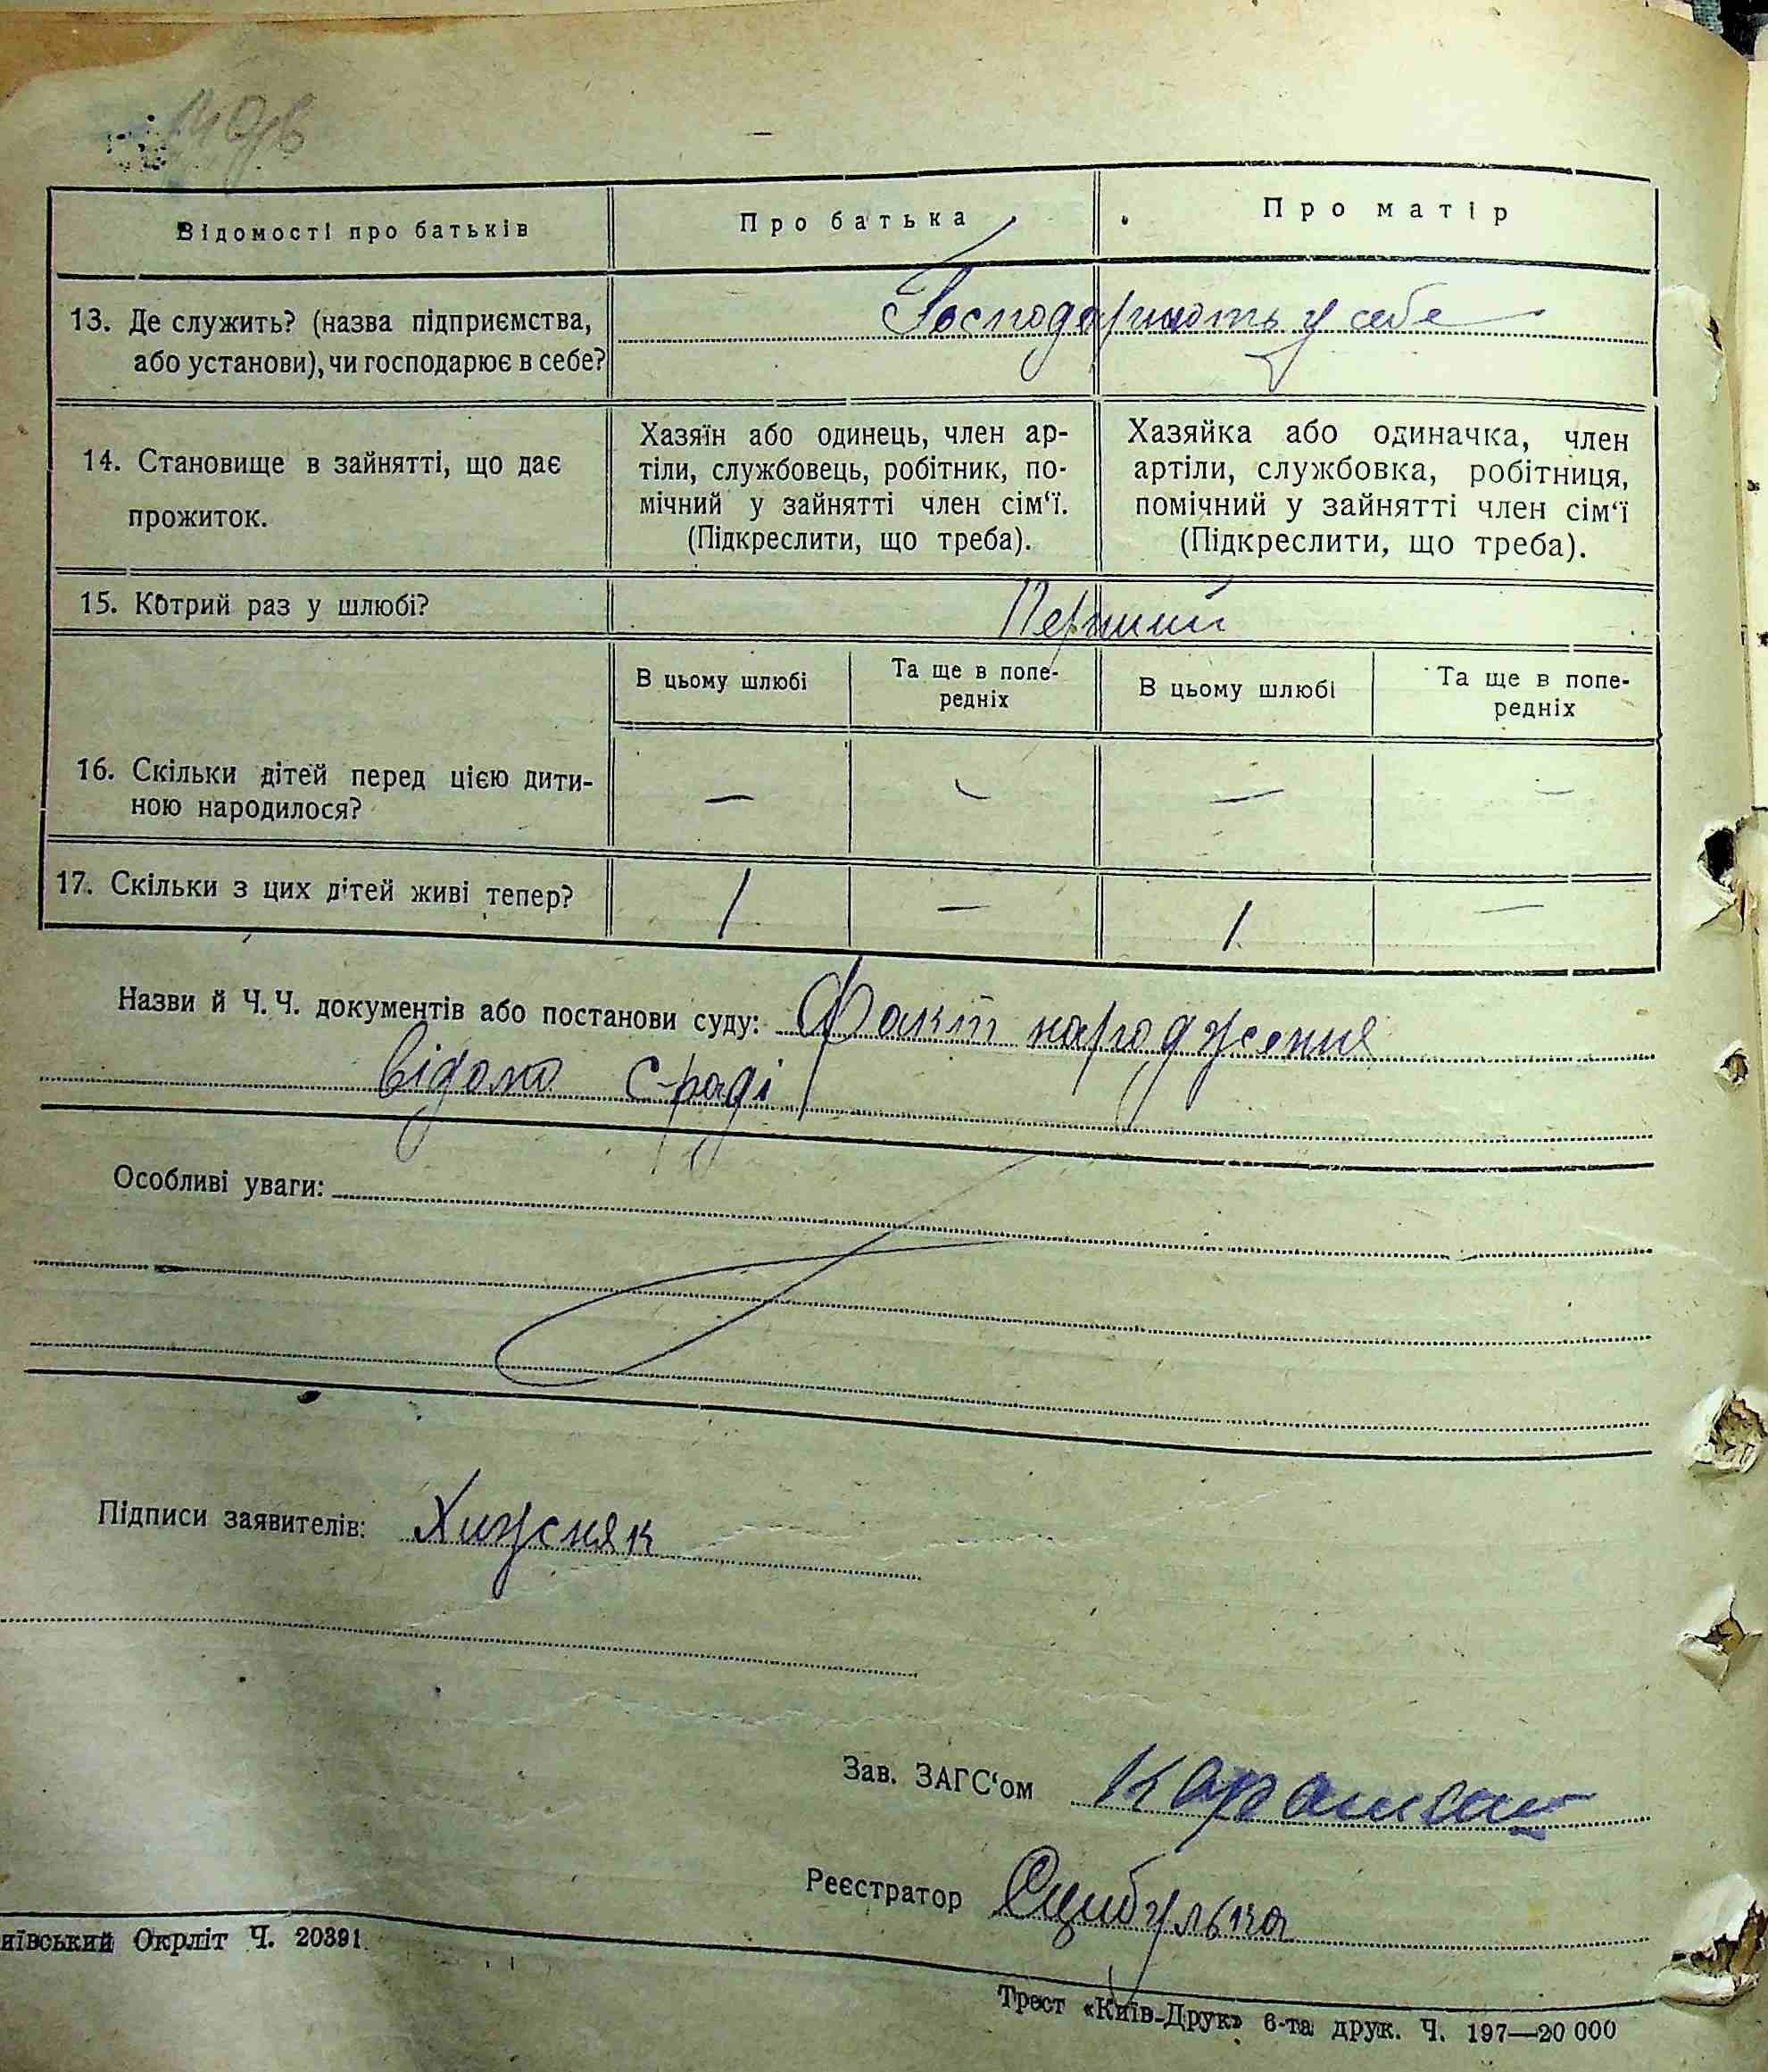 Відомості про батьків
Про батька
Про матір
13. Де служить? (назва підприємства,
або установи), чи господарює в себе?
Господарюють у себе
14. Становище в зайнятті, що дає
прожиток.
Хазяїн або одинець, член ар-
тіли, службовець, робітник, по-
мічний у зайнятті член сім‘ї.
(Підкреслити, що треба).
Хазяйка або одиначка, член
артіли, службовка, робітниця,
помічний у зайнятті член сім‘ї
(Підкреслити, що треба).
15. Котрий раз у шлюбі?
Перший
В цьому шлюбі
Та ще в попе-
редніх
В цьому шлюбі
Та ще в попе-
редніх
16. Скільки дітей перед цією дити-
ною народилося?
— — — —
17. Скільки з цих дітей живі тепер?
1 — 1 —
Назви й Ч. Ч. документів або постанови суду: Факт народження
відомо с-раді
Особливі уваги:
Підписи заявителів: Хижняк
Зав. ЗАГС‘ом
Реєстратор Сцибулька
иївський Окрліт Ч. 20391
Трест «Київ-Друк» 6-та друк. Ч. 197—20 000